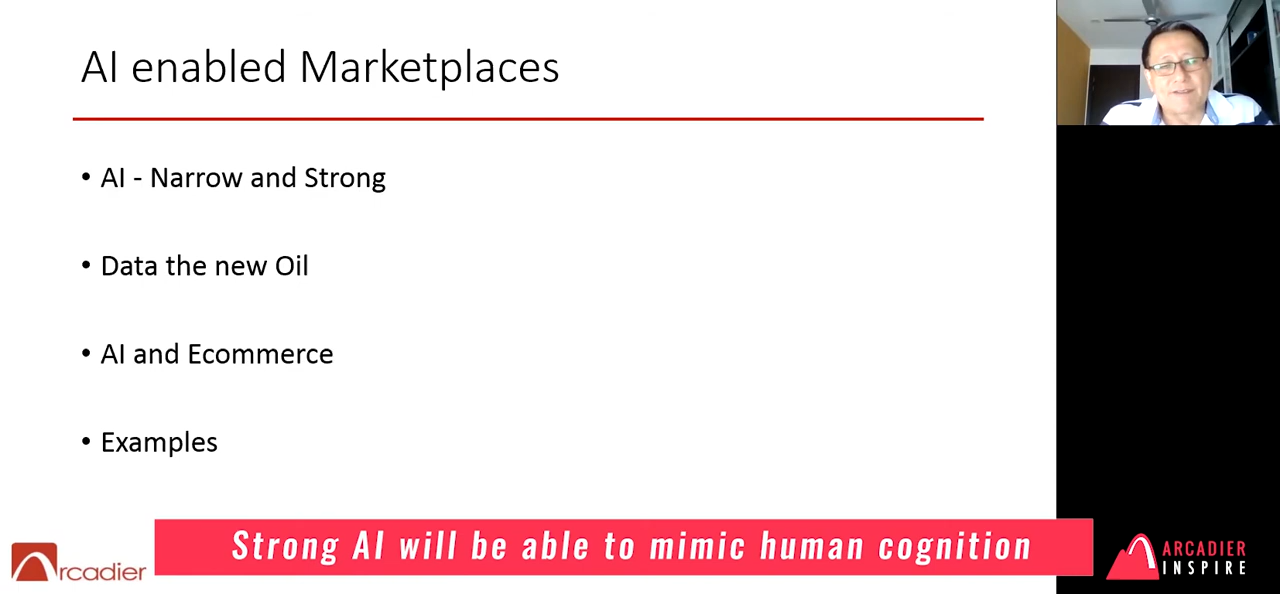 AI enabled Marketplaces
• AI - Narrow and Strong
• Data the new Oil
• AI and Ecommerce
• Examples
Strong AI will be able to mimic human cognition
rcadier
ARCADIER
INSPIRE